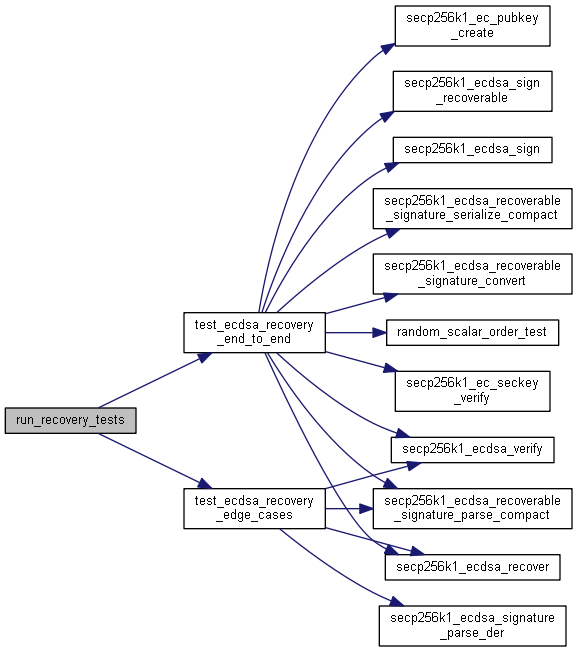 secp256k1_ec_pubkey
_create
secp256k1_ecdsa_sign
_recoverable
secp256k1_ecdsa_sign
secp256k1_ecdsa_recoverable
_signature_serialize_compact
secp256k1_ecdsa_recoverable
_signature_convert
test_ecdsa_recovery
_end_to_end
random_scalar_order_test
secp256k1_ec_seckey
_verify
run_recovery_tests
secp256k1_ecdsa_verify
test_ecdsa_recovery
_edge_cases
secp256k1_ecdsa_recoverable
_signature_parse_compact
secp256k1_ecdsa_recover
secp256k1_ecdsa_signature
_parse_der